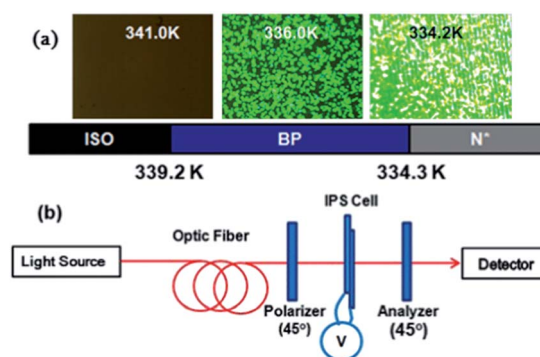 (a)
341.0K
336.0K
334.2K
ISO
BP
N*
339.2 K
334.3 K
(b)
IPS Cell
Optic Fiber
Light Source
Detector
Polarizer
(45°)
Analyzer
(45°)
V